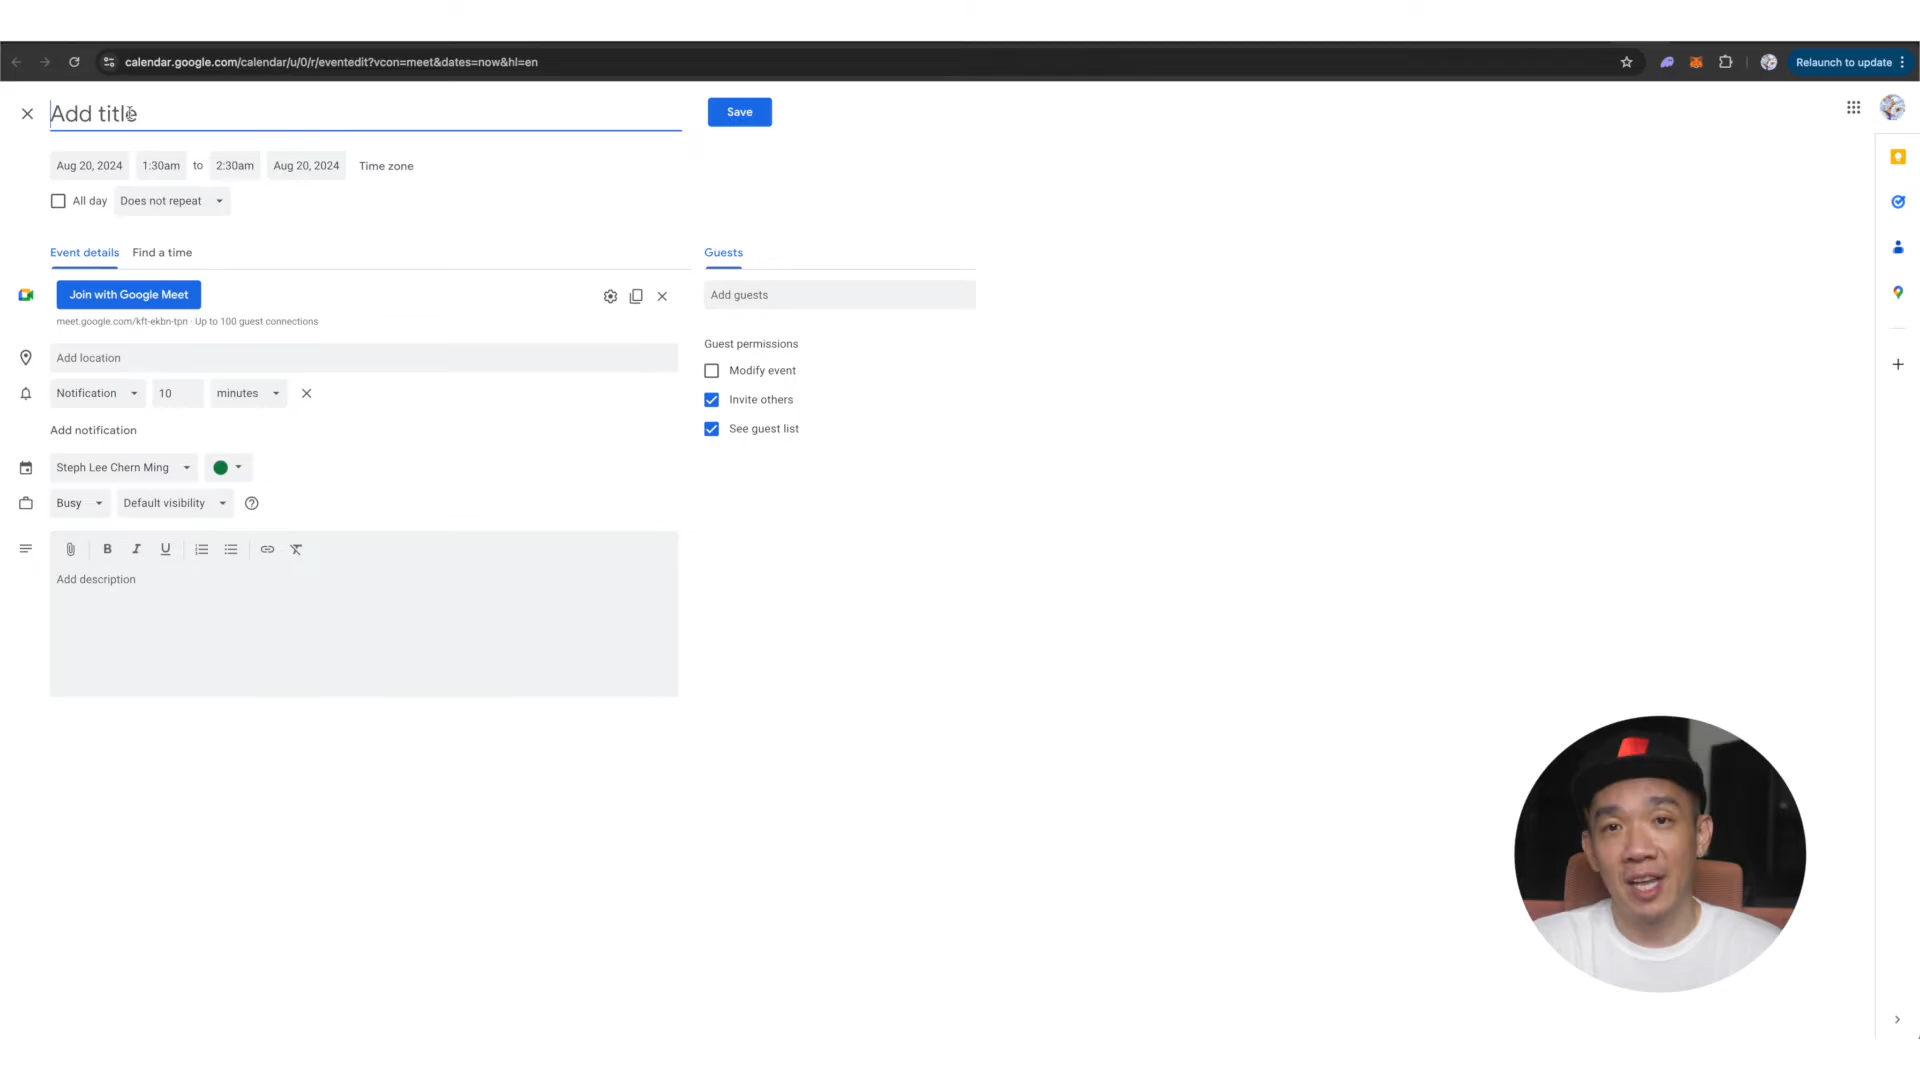 calendar.google.com/calendar/u/0/r/eventedit?vcon=meet&dates=now&hl=en
Relaunch to update
Add title
Save
Aug 20, 2024 1:30am to 2:30am Aug 20, 2024 Time zone
All day Does not repeat
Event details Find a time
Guests
Join with Google Meet
Add guests
meet.google.com/kft-ekbn-tpn · Up to 100 guest connections
Guest permissions
Add location
Modify event
Notification 10 minutes
Invite others
Add notification
See guest list
Steph Lee Chern Ming
Busy Default visibility
B I U
Add description